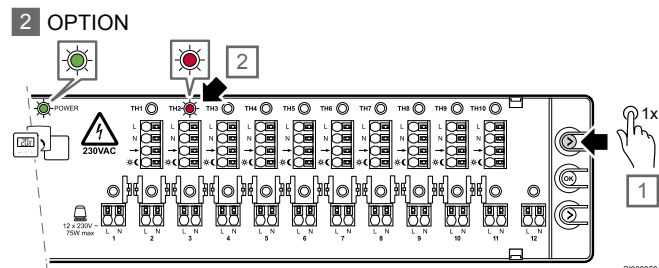 2 OPTION
2
POWER TH1 TH2 TH3 TH4 TH5 TH6 TH7 TH8 TH9 TH10
1x
230VAC
L
N
OK
1
12 x 230V ~
75W max
L N L N L N L N L N L N L N L N L N L N L N L N
1 2 3 4 5 6 7 8 9 10 11 12